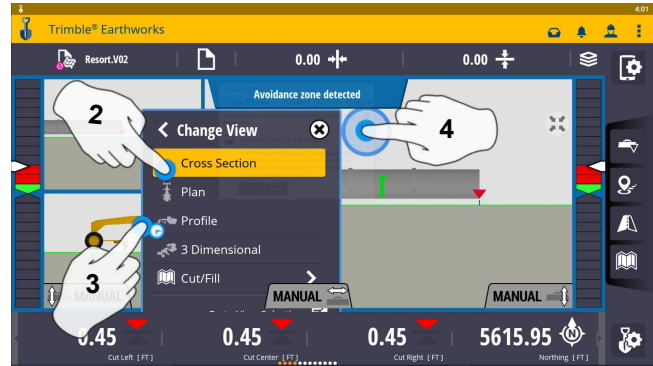 4:01
Trimble® Earthworks
Resort.V02
0.00
0.00
Avoidance zone detected
2
4
Change View
Cross Section
Plan
Profile
3 Dimensional
Cut/Fill
3
MANUAL
MANUAL
MANUAL
0.45
0.45
0.45
5615.95
Cut Left [ FT ]
Cut Center [ FT ]
Cut Right [ FT ]
Northing [ FT ]